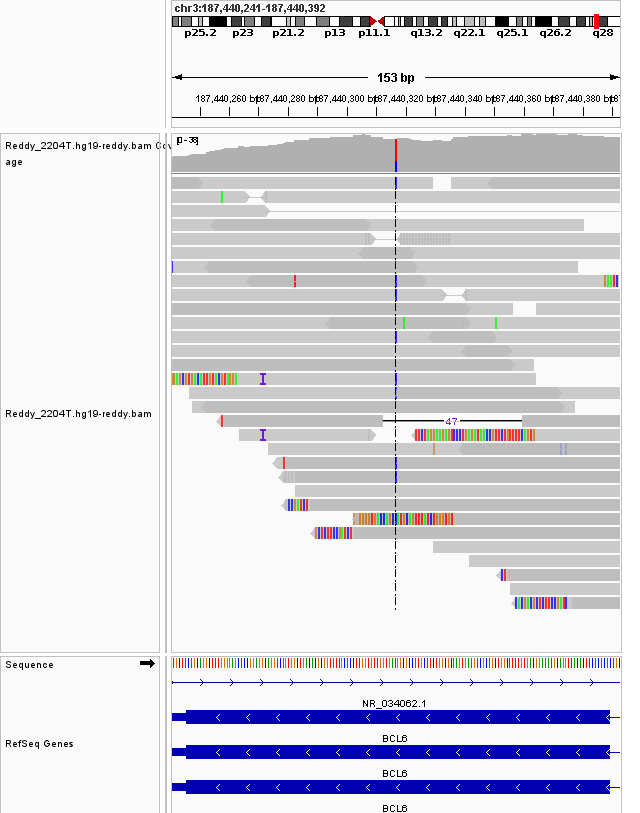 chr3:187,440,241-187,440,392
p25.2 p23 p21.2 p13 p11.1 q13.2 q22.1 q25.1 q26.2 q28
153 bp
187,440,260 bp 187,440,280 bp 187,440,300 bp 187,440,320 bp 187,440,340 bp 187,440,360 bp 187,440,380 bp
Reddy_2204T.hg19-reddy.bam Cov
age
[0-38]
Reddy_2204T.hg19-reddy.bam
47
Sequence
NR_034062.1
RefSeq Genes
BCL6
BCL6
BCL6